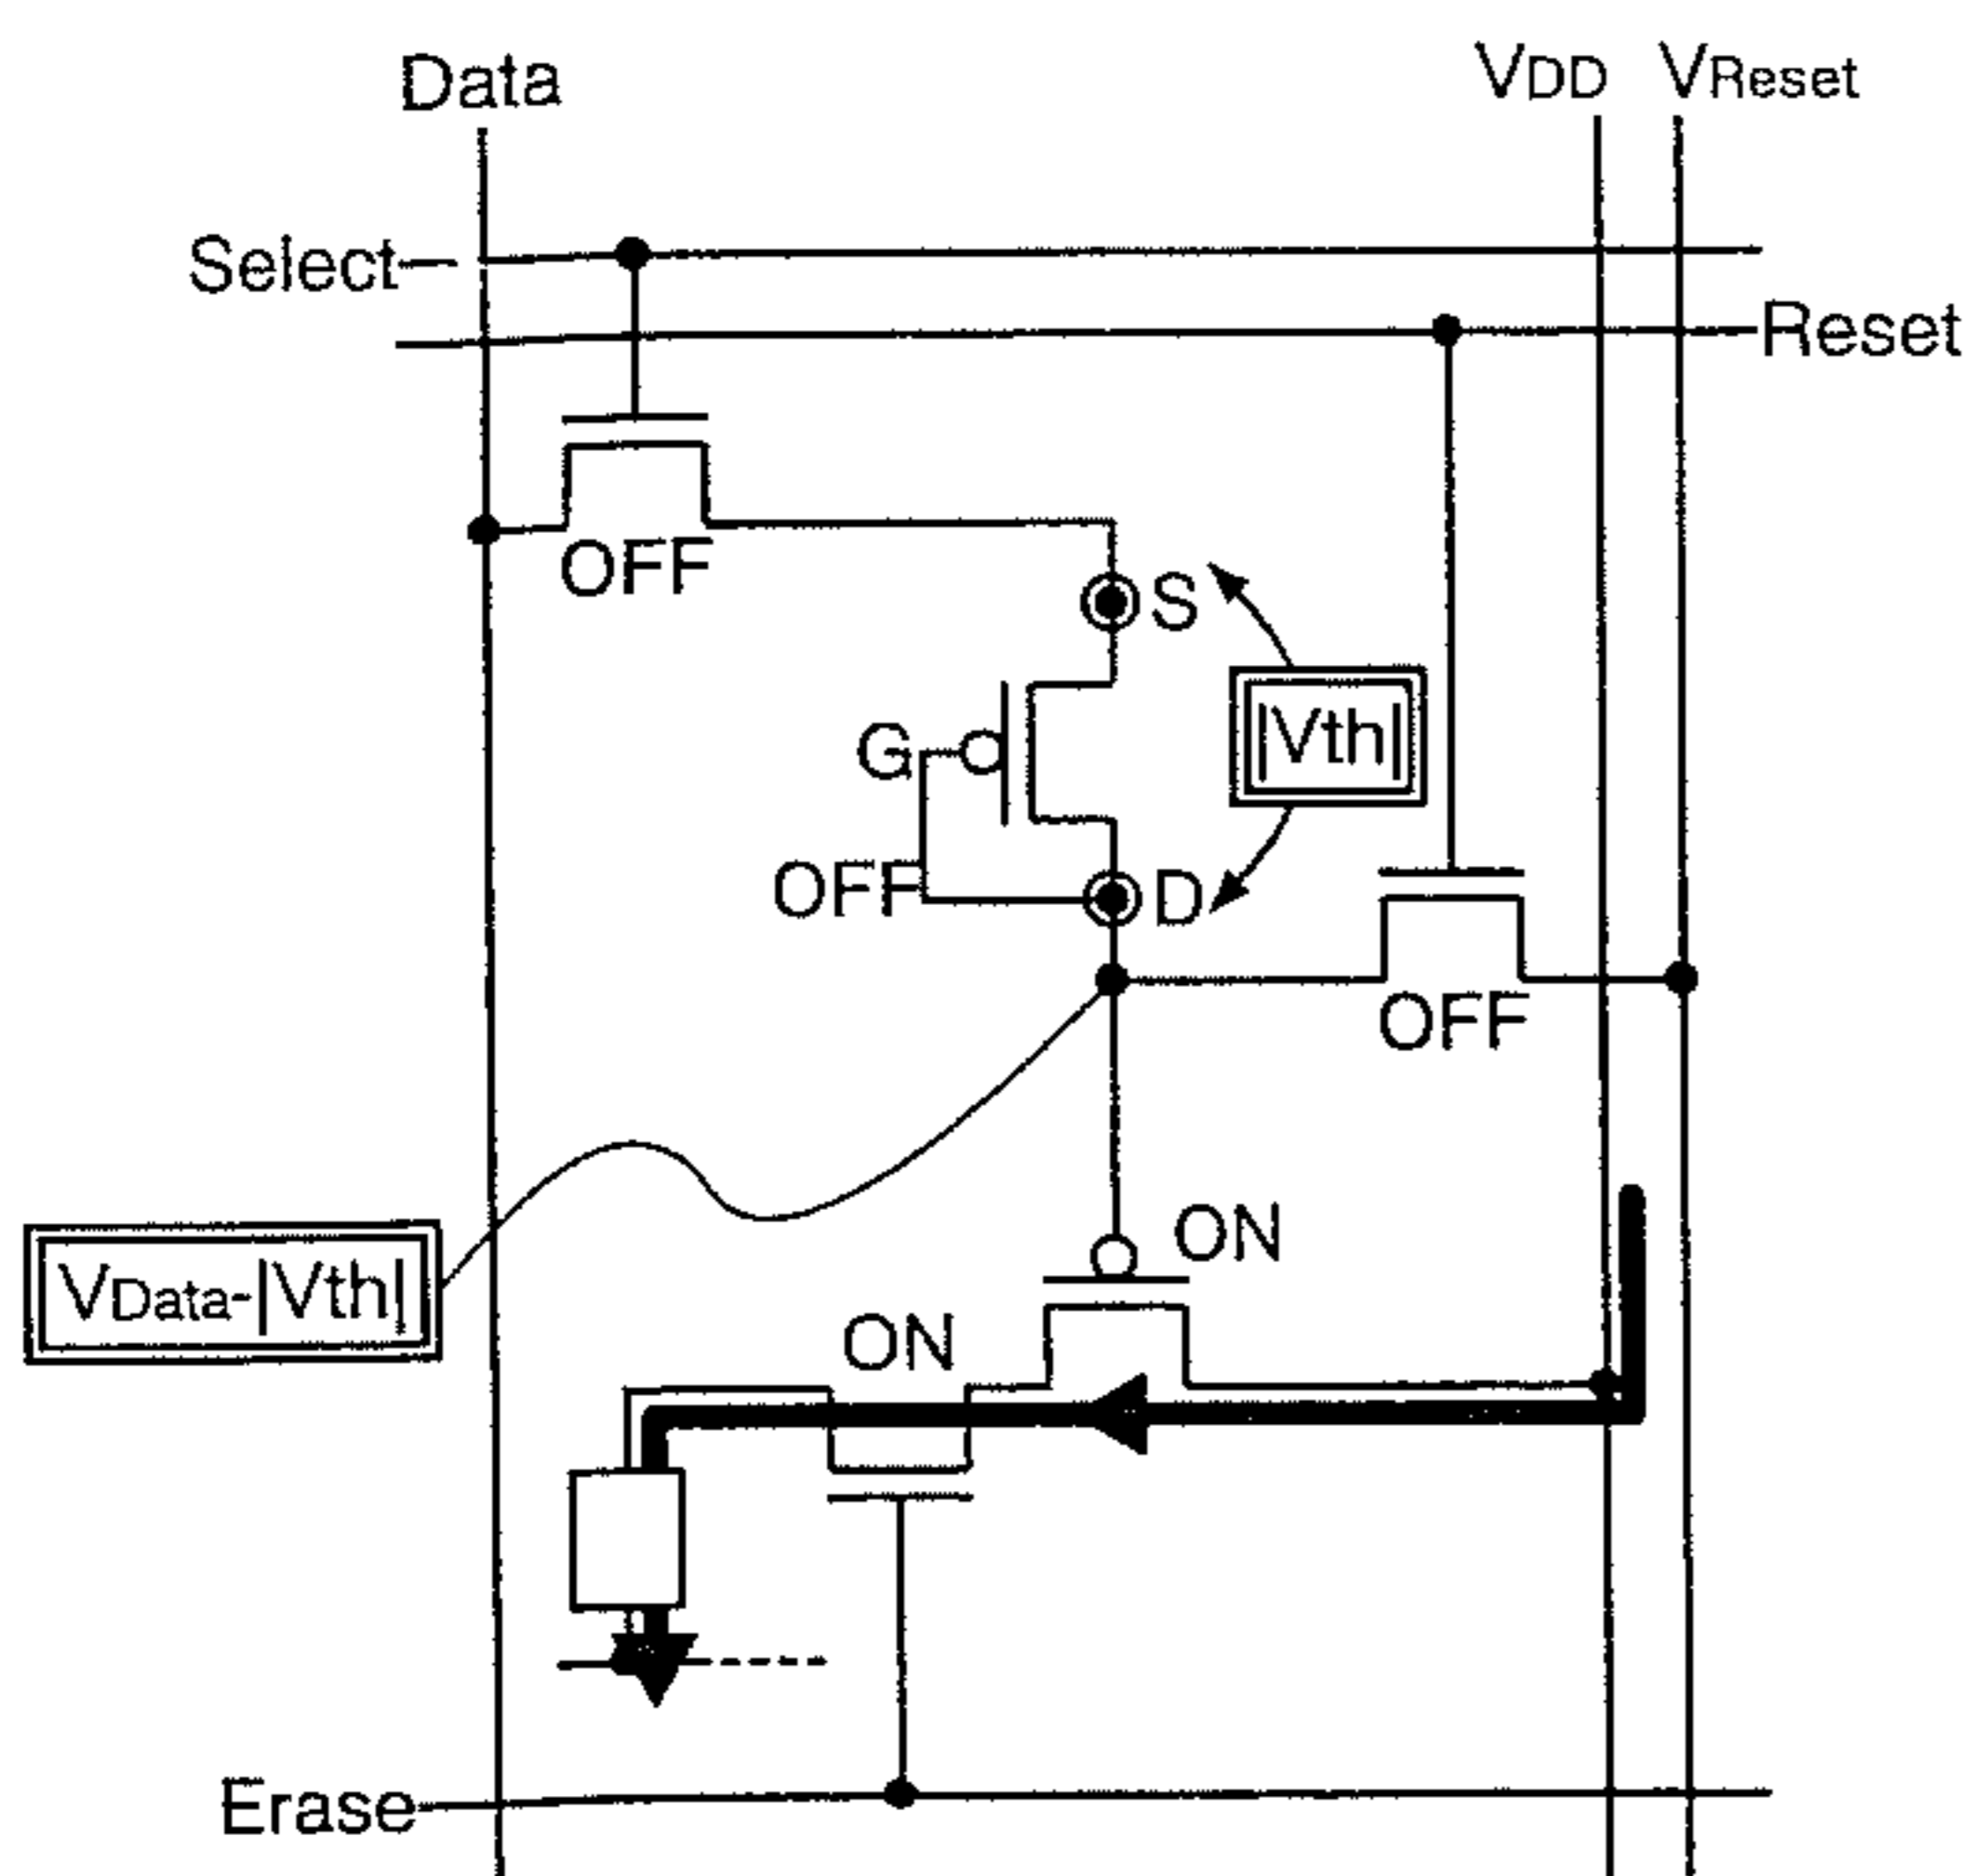 Data
VDD
VReset
Select
Reset
OFF
S
|Vth|
G
OFF
D
OFF
VData-|Vth|
ON
ON
Erase